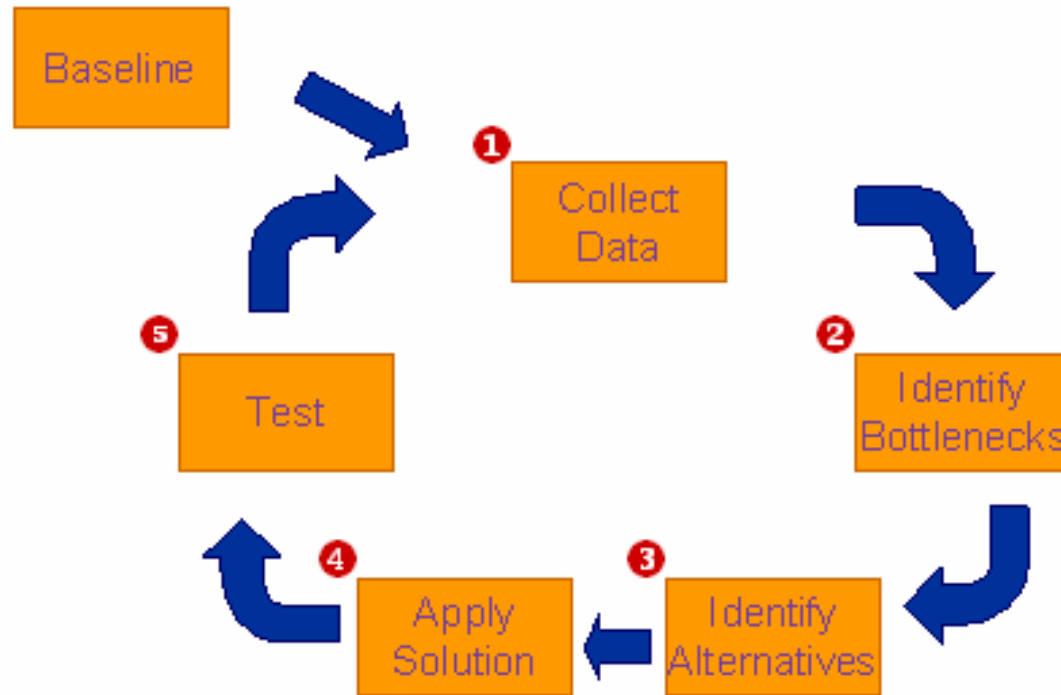 Baseline
1
Collect
Data
2
Identify
Bottlenecks
3
Identify
Alternatives
4
Apply
Solution
5
Test